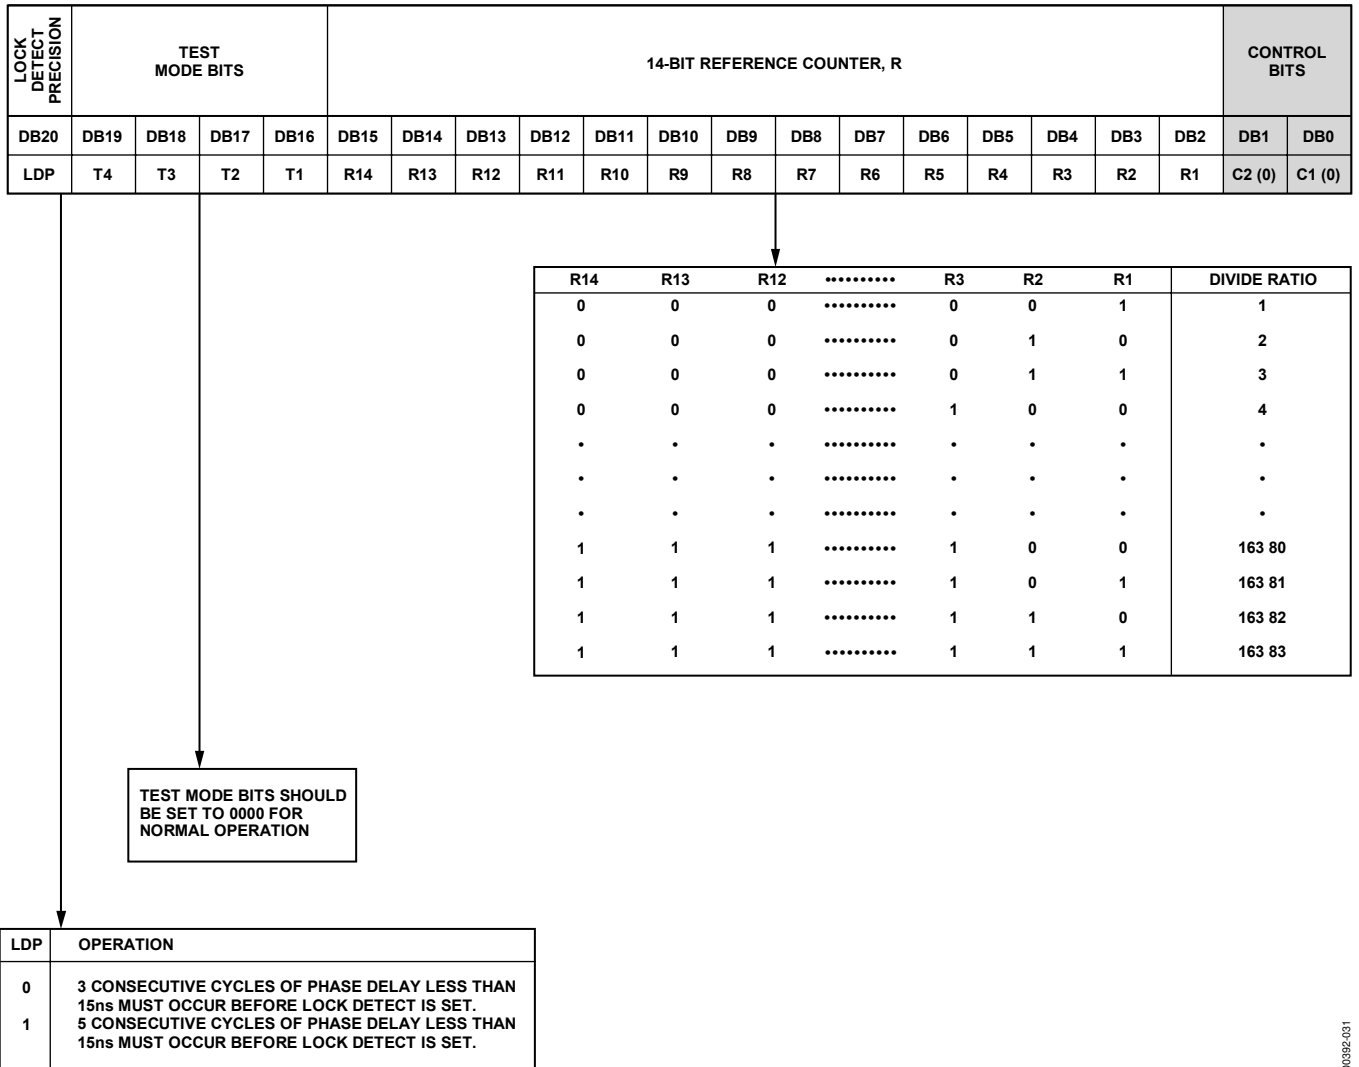 LOCK
DETECT
PRECISION
TEST
MODE BITS
14-BIT REFERENCE COUNTER, R
CONTROL
BITS
DB20 DB19 DB18 DB17 DB16 DB15 DB14 DB13 DB12 DB11 DB10 DB9 DB8 DB7 DB6 DB5 DB4 DB3 DB2 DB1 DB0
LDP T4 T3 T2 T1 R14 R13 R12 R11 R10 R9 R8 R7 R6 R5 R4 R3 R2 R1 C2 (0) C1 (0)
R14 R13 R12 •••••••••• R3 R2 R1 DIVIDE RATIO
0 0 0 •••••••••• 0 0 1 1
0 0 0 •••••••••• 0 1 0 2
0 0 0 •••••••••• 0 1 1 3
0 0 0 •••••••••• 1 0 0 4
• • • •••••••••• • • • •
• • • •••••••••• • • • •
• • • •••••••••• • • • •
1 1 1 •••••••••• 1 0 0 163 80
1 1 1 •••••••••• 1 0 1 163 81
1 1 1 •••••••••• 1 1 0 163 82
1 1 1 •••••••••• 1 1 1 163 83
TEST MODE BITS SHOULD
BE SET TO 0000 FOR
NORMAL OPERATION
LDP OPERATION
0 3 CONSECUTIVE CYCLES OF PHASE DELAY LESS THAN
15ns MUST OCCUR BEFORE LOCK DETECT IS SET.
1 5 CONSECUTIVE CYCLES OF PHASE DELAY LESS THAN
15ns MUST OCCUR BEFORE LOCK DETECT IS SET.